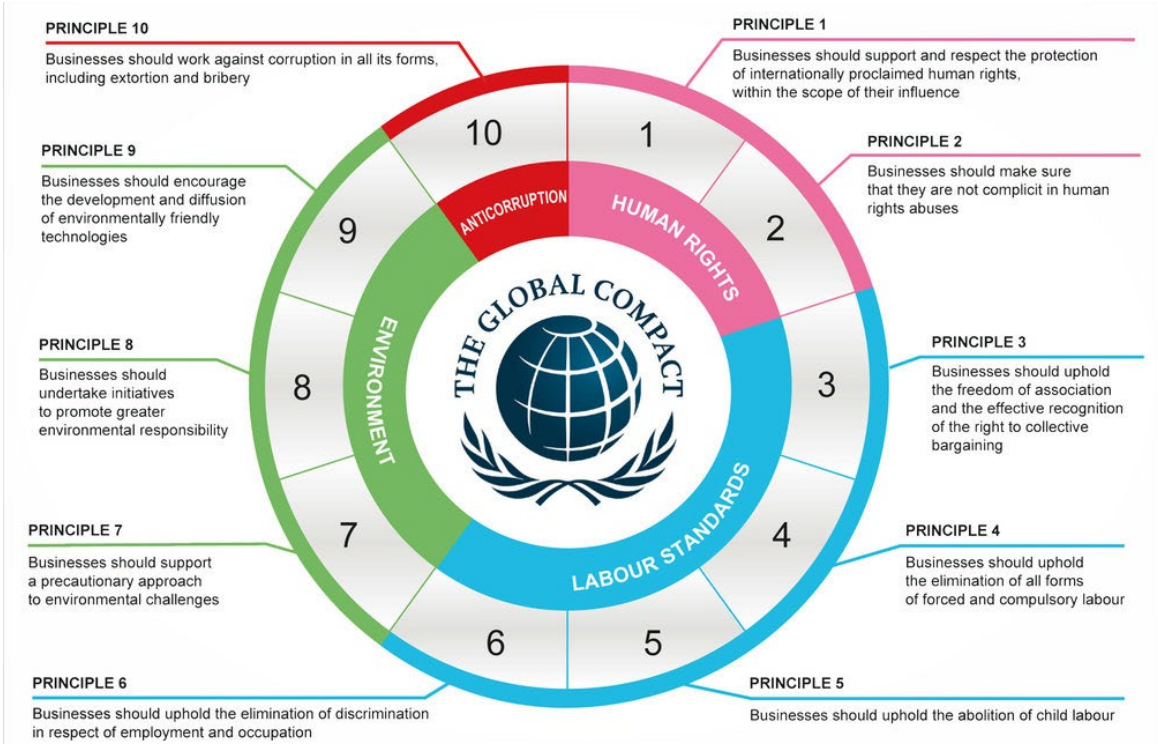 PRINCIPLE 10
Businesses should work against corruption in all its forms,
including extortion and bribery
PRINCIPLE 1
Businesses should support and respect the protection
of internationally proclaimed human rights,
within the scope of their influence
PRINCIPLE 9
Businesses should encourage
the development and diffusion
of environmentally friendly
technologies
PRINCIPLE 2
Businesses should make sure
that they are not complicit in human
rights abuses
PRINCIPLE 8
Businesses should
undertake initiatives
to promote greater
environmental responsibility
PRINCIPLE 3
Businesses should uphold
the freedom of association
and the effective recognition
of the right to collective
bargaining
PRINCIPLE 7
Businesses should support
a precautionary approach
to environmental challenges
PRINCIPLE 4
Businesses should uphold
the elimination of all forms
of forced and compulsory labour
PRINCIPLE 6
Businesses should uphold the elimination of discrimination
in respect of employment and occupation
PRINCIPLE 5
Businesses should uphold the abolition of child labour
10
1
2
3
4
5
6
7
8
9
ANTICORRUPTION
HUMAN RIGHTS
LABOUR STANDARDS
ENVIRONMENT
THE GLOBAL COMPACT